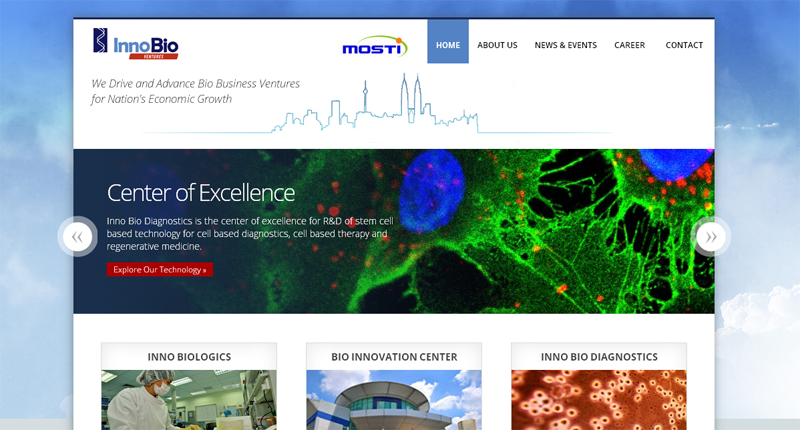 InnoBio
VENTURES
MOSTI
HOME
ABOUT US
NEWS & EVENTS
CAREER
CONTACT
We Drive and Advance Bio Business Ventures
for Nation's Economic Growth
Center of Excellence
Inno Bio Diagnostics is the center of excellence for R&D of stem cell
based technology for cell based diagnostics, cell based therapy and
regenerative medicine.
Explore Our Technology »
INNO BIOLOGICS
BIO INNOVATION CENTER
INNO BIO DIAGNOSTICS